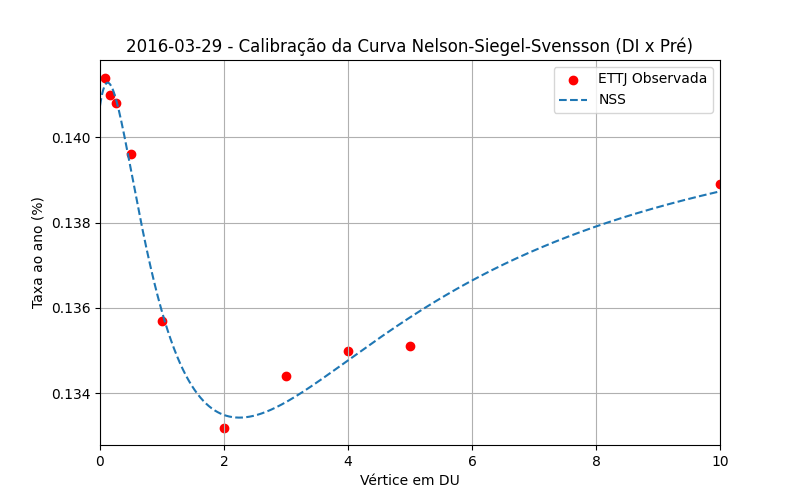 2016-03-29 - Calibração da Curva Nelson-Siegel-Svensson (DI x Pré)
ETTJ Observada
NSS
Taxa ao ano (%)
0.140
0.138
0.136
0.134
0 2 4 6 8 10
Vértice em DU